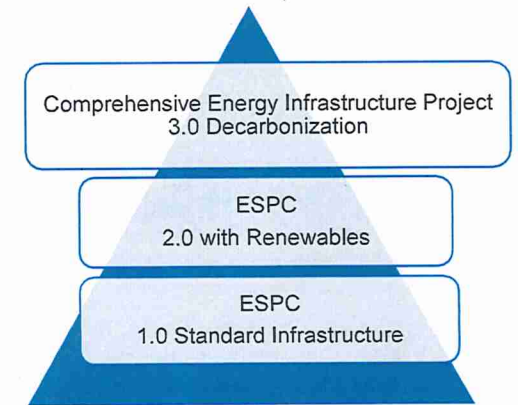 Comprehensive Energy Infrastructure Project
3.0 Decarbonization
ESPC
2.0 with Renewables
ESPC
1.0 Standard Infrastructure